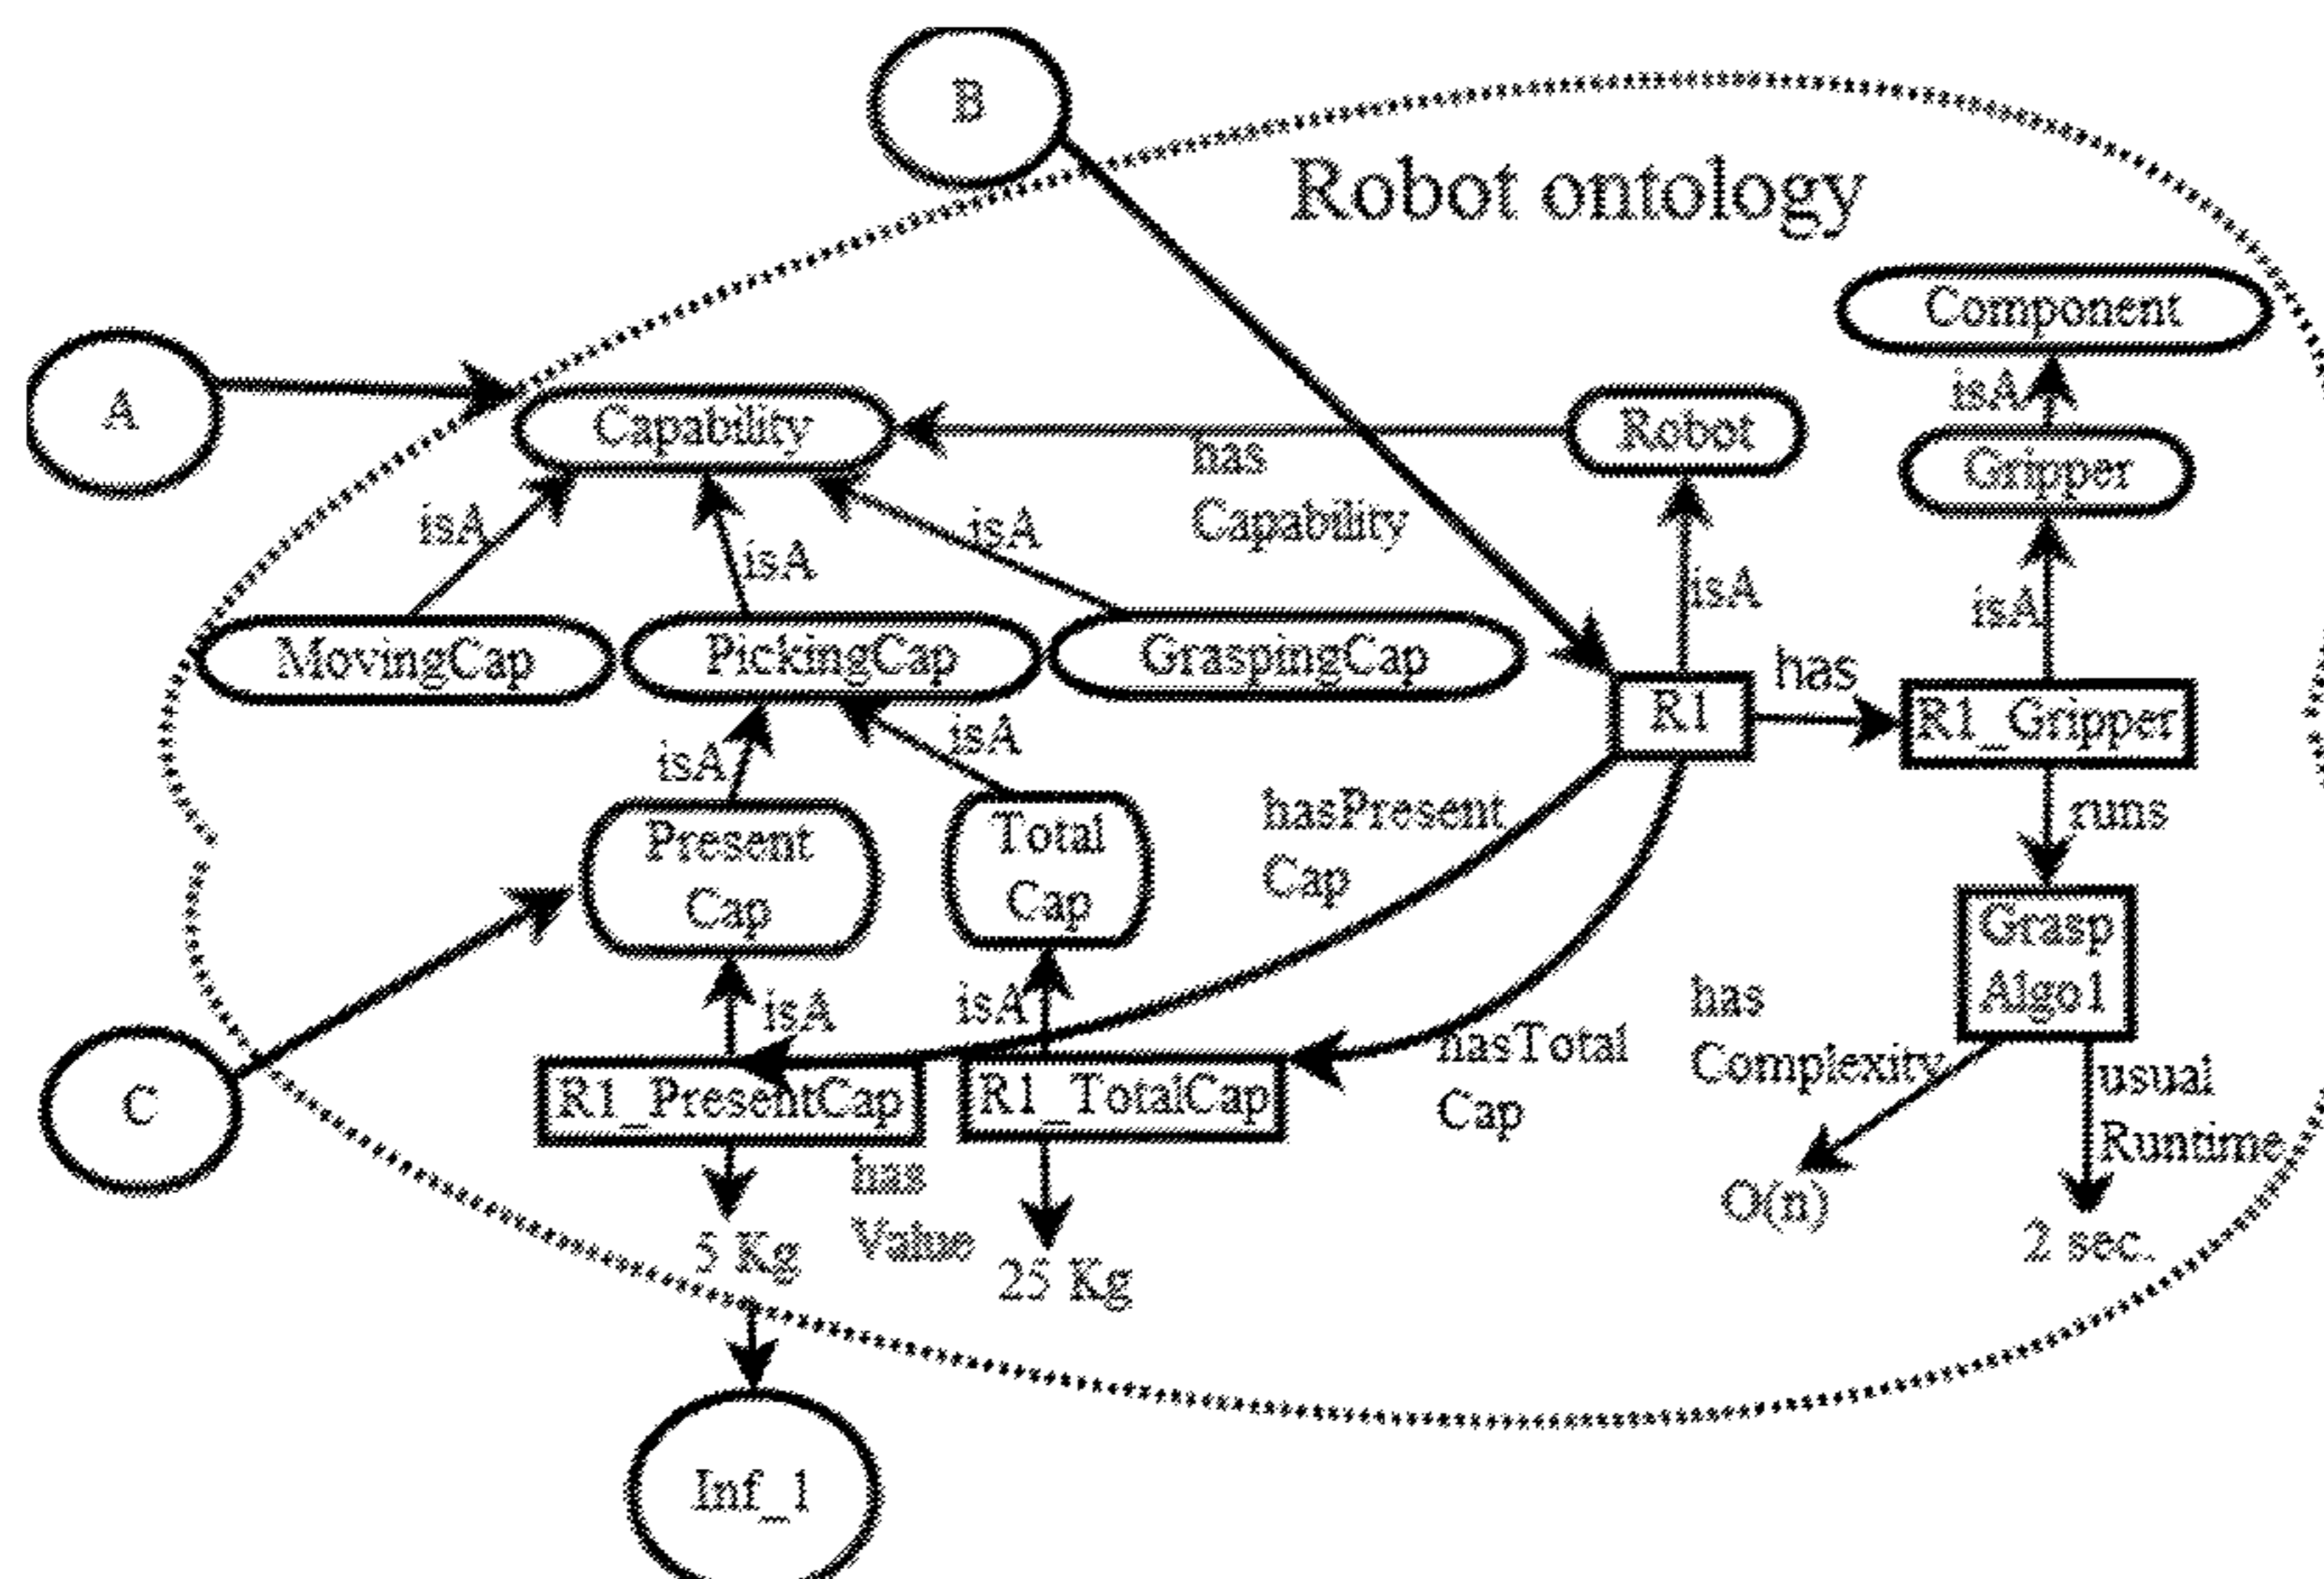 B
Robot ontology
Component
isA
A
Capability
has
Capability
Robot
Gripper
isA
isA
isA
isA
isA
MovingCap
PickingCap
GraspingCap
R1
has
R1_Gripper
isA
isA
hasPresent
Cap
runs
Present
Cap
Total
Cap
Grasp
Algo1
isA
isA
has
Complexity
hasTotal
Cap
usual
Runtime
C
R1_PresentCap
R1_TotalCap
has
Value
5 Kg
25 Kg
O(n)
2 sec.
Inf_1